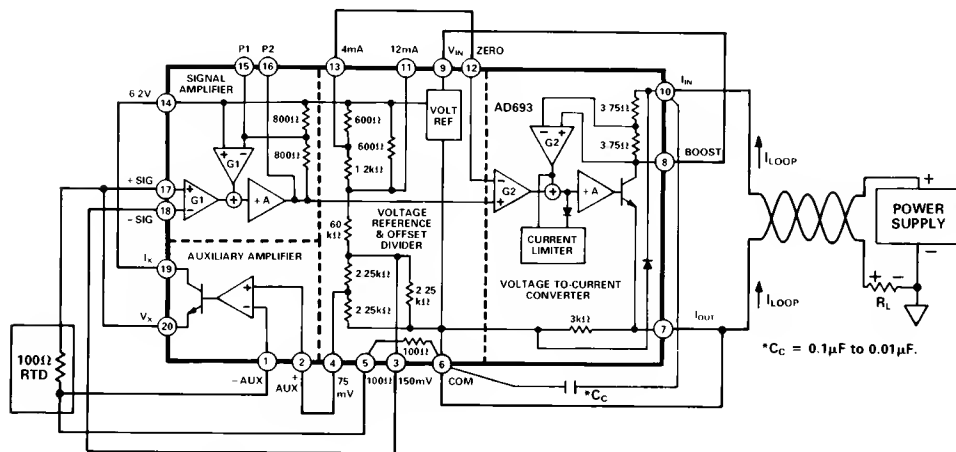 P1 P2 4mA 12mA VIN ZERO
15 16 13 11 9 12
SIGNAL AMPLIFIER
6 2V 14
800Ω
800Ω
600Ω
600Ω
1 2kΩ
VOLT REF
AD693
3 75Ω
3 75Ω
10 IIN
8 BOOST
− +
G2
+ −
G1
+SIG 17
−SIG 18
+
−
G1
+
+A
60 kΩ
VOLTAGE REFERENCE & OFFSET DIVIDER
−
+
G2
+
+A
CURRENT LIMITER
AUXILIARY AMPLIFIER
IX 19
VX 20
+
−
2 25kΩ
2 25kΩ
2 25 kΩ
VOLTAGE TO-CURRENT CONVERTER
3kΩ
7 IOUT
100Ω RTD
100Ω
1 2 4 5 3 6
−AUX + AUX 75 mV 100Ω 150mV COM
*CC
ILOOP
ILOOP
+
POWER SUPPLY
−
+ −
RL
*CC = 0.1μF to 0.01μF.